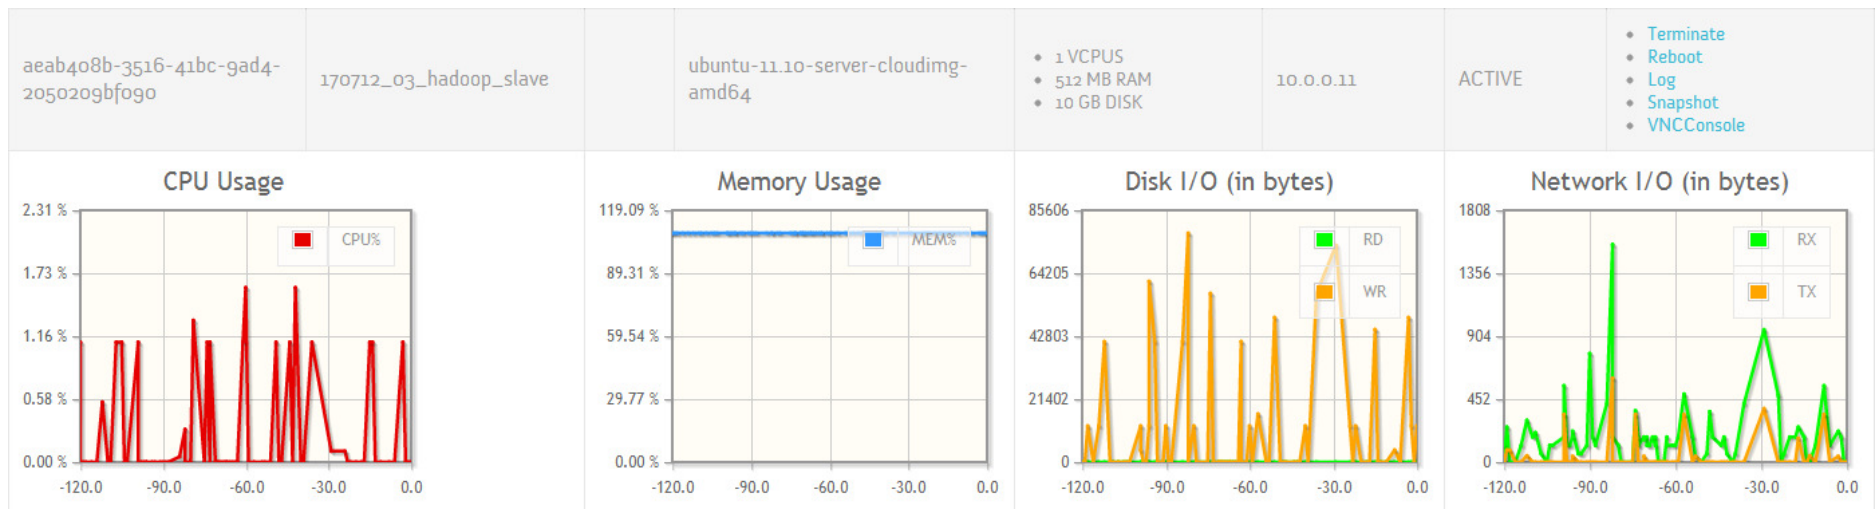 aeab408b-3516-41bc-9ad4-
2050209bf090
170712_03_hadoop_slave
ubuntu-11.10-server-cloudimg-
amd64
1 VCPUS
512 MB RAM
10 GB DISK
10.0.0.11
ACTIVE
Terminate
Reboot
Log
Snapshot
VNCConsole
CPU Usage
2.31 %
1.73 %
1.16 %
0.58 %
0.00 %
CPU%
-120.0 -90.0 -60.0 -30.0 0.0
Memory Usage
119.09 %
89.31 %
59.54 %
29.77 %
0.00 %
MEM%
-120.0 -90.0 -60.0 -30.0 0.0
Disk I/O (in bytes)
85606
64205
42803
21402
0
RD
WR
-120.0 -90.0 -60.0 -30.0 0.0
Network I/O (in bytes)
1808
1356
904
452
0
RX
TX
-120.0 -90.0 -60.0 -30.0 0.0